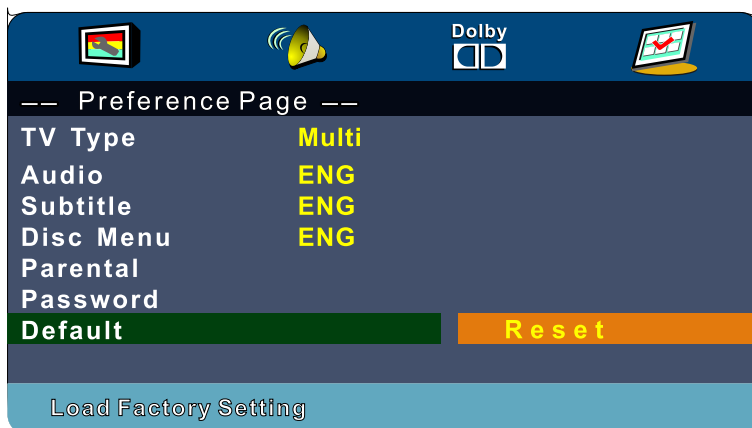 Dolby
—— Preference Page ——
TV Type Multi
Audio ENG
Subtitle ENG
Disc Menu ENG
Parental
Password
Default Reset
Load Factory Setting